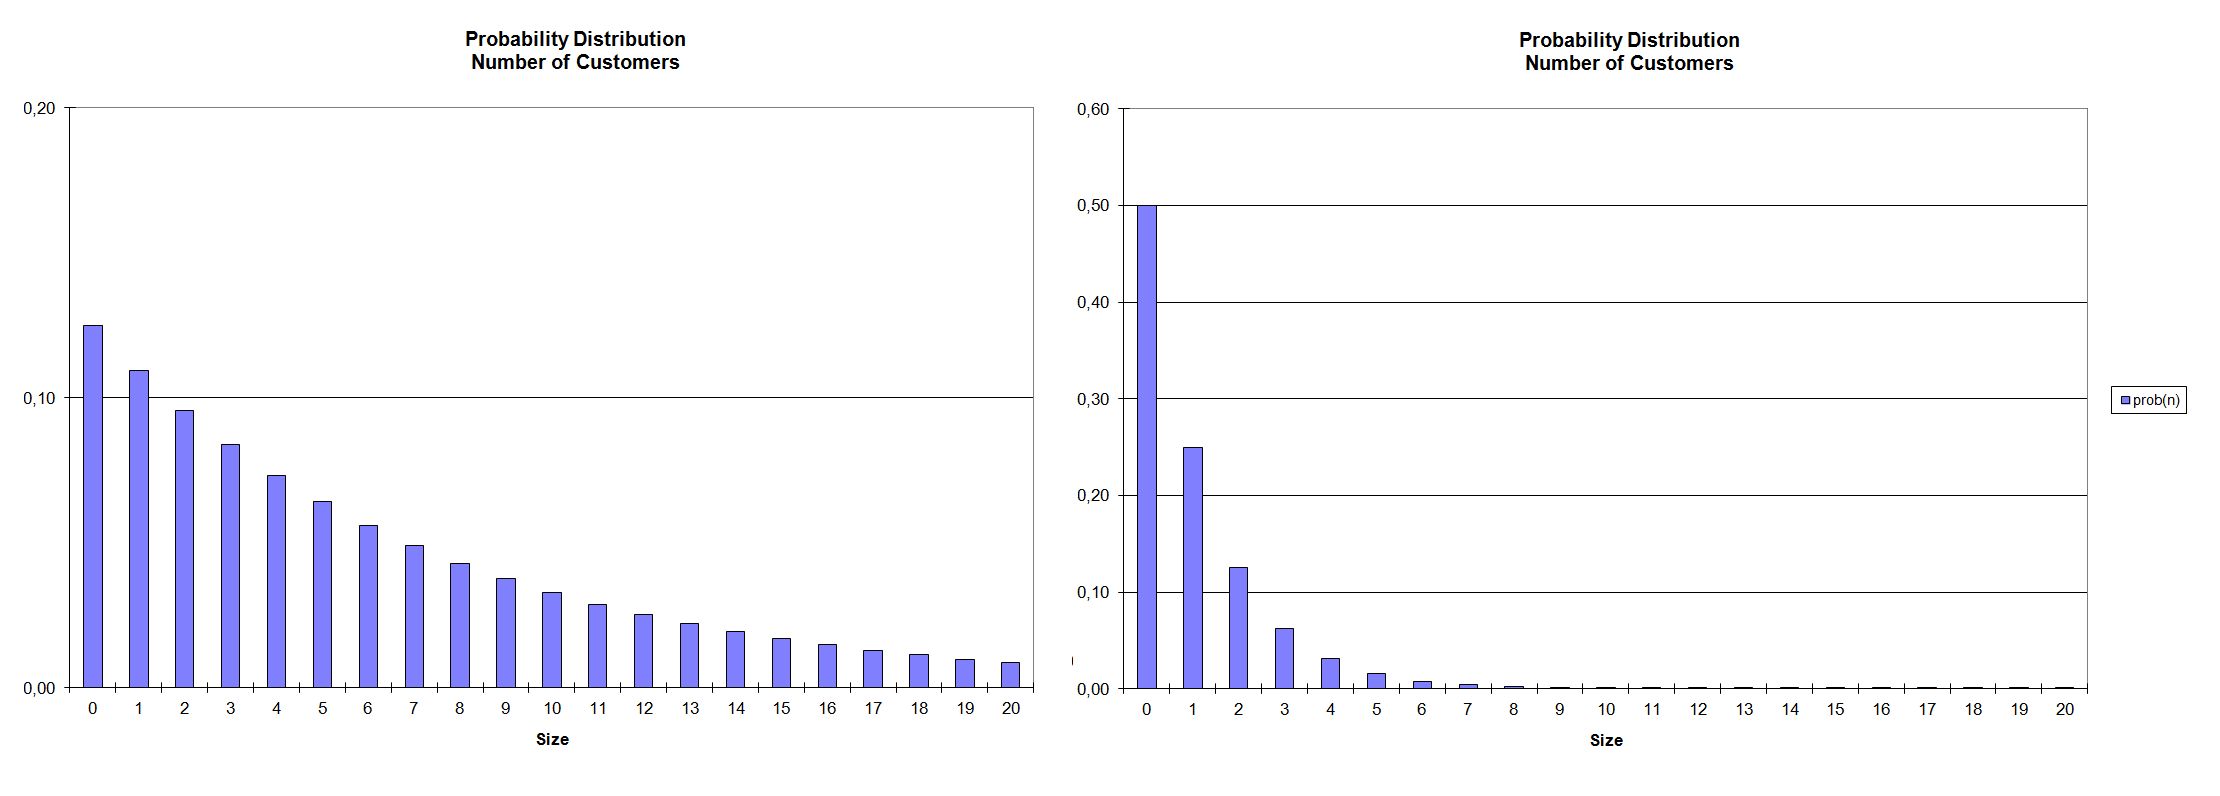 Probability Distribution
Number of Customers
0,20
0,10
0,00
0 1 2 3 4 5 6 7 8 9 10 11 12 13 14 15 16 17 18 19 20
Size
Probability Distribution
Number of Customers
0,60
0,50
0,40
0,30
0,20
0,10
0,00
0 1 2 3 4 5 6 7 8 9 10 11 12 13 14 15 16 17 18 19 20
Size
prob(n)